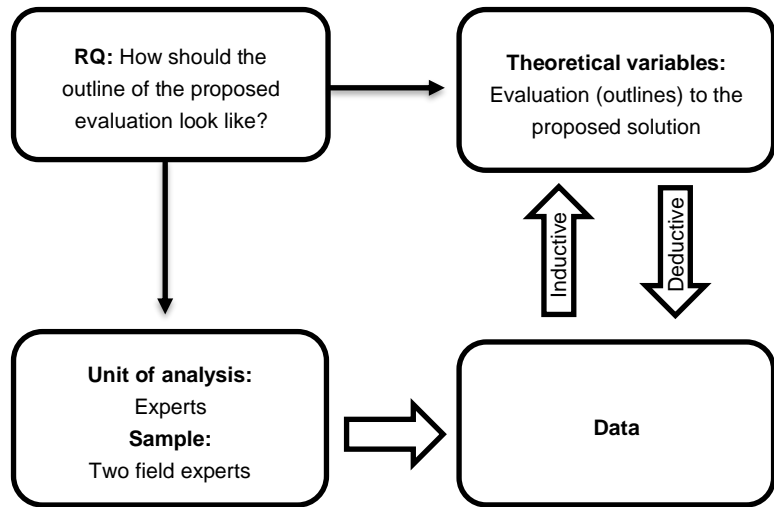 RQ: How should the
outline of the proposed
evaluation look like?
Theoretical variables:
Evaluation (outlines) to the
proposed solution
Inductive
Deductive
Unit of analysis:
Experts
Sample:
Two field experts
Data